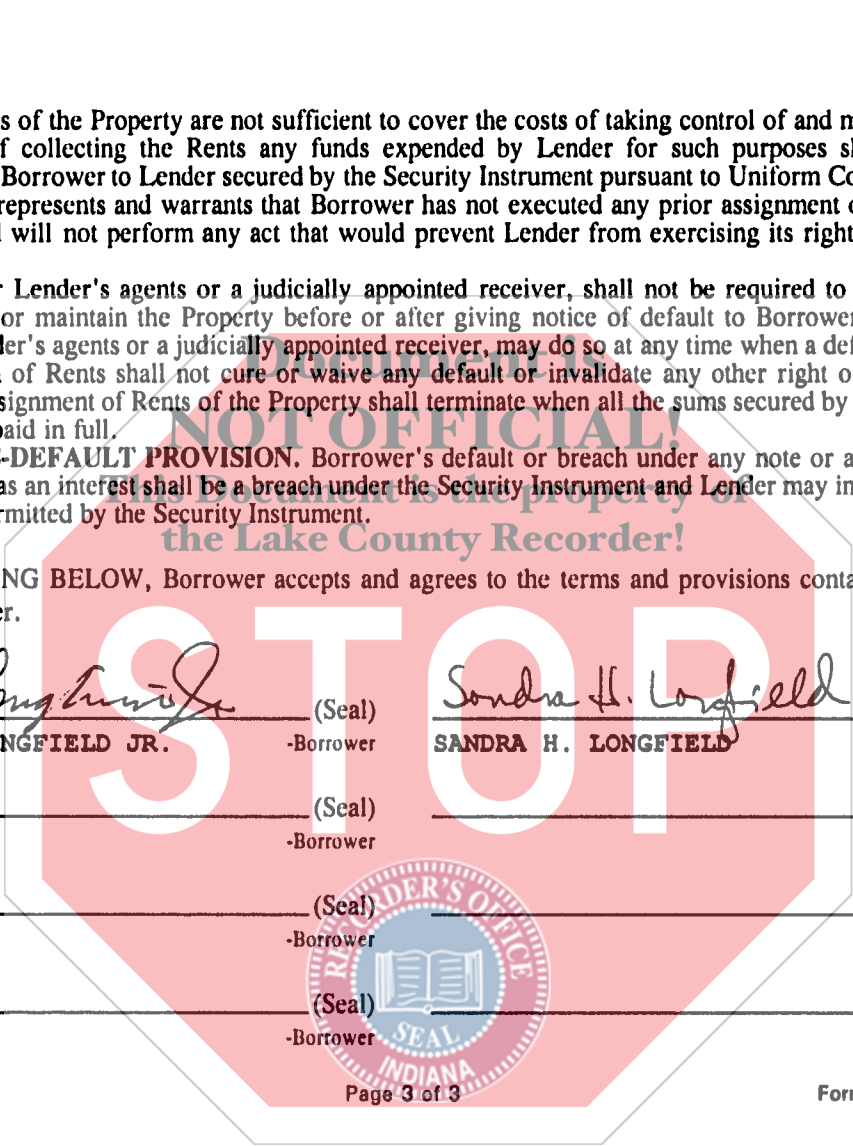 s of the Property are not sufficient to cover the costs of taking control of and m
f collecting the Rents any funds expended by Lender for such purposes s
Borrower to Lender secured by the Security Instrument pursuant to Uniform Co
represents and warrants that Borrower has not executed any prior assignment
will not perform any act that would prevent Lender from exercising its right
r Lender's agents or a judicially appointed receiver, shall not be required to
or maintain the Property before or after giving notice of default to Borrower
er's agents or a judicially appointed receiver, may do so at any time when a def
of Rents shall not cure or waive any default or invalidate any other right o
signment of Rents of the Property shall terminate when all the sums secured by
aid in full.
-DEFAULT PROVISION. Borrower's default or breach under any note or a
as an interest shall be a breach under the Security Instrument and Lender may in
rmitted by the Security Instrument.
Document is
NOT OFFICIAL!
This Document is the property of
the Lake County Recorder!
NG BELOW, Borrower accepts and agrees to the terms and provisions conta
er.
STOP
Sandra H. Longfield
(Seal)
NGFIELD JR. -Borrower SANDRA H. LONGFIELD
(Seal)
-Borrower
(Seal)
-Borrower
(Seal)
-Borrower
RECORDER'S OFFICE
SEAL
INDIANA
Page 3 of 3 For